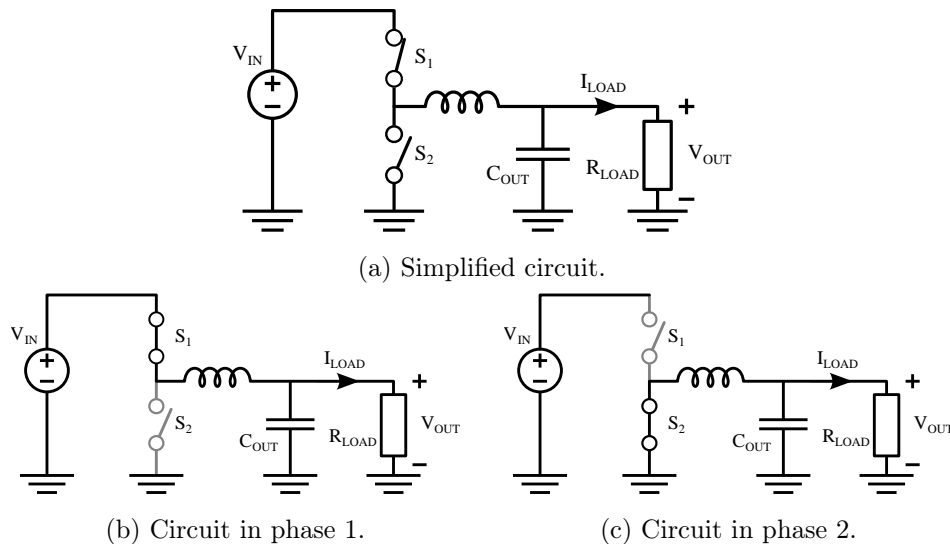 V_IN
S_1
I_LOAD
+
+
−
S_2
V_OUT
C_OUT
R_LOAD
−
(a) Simplified circuit.
V_IN
S_1
I_LOAD
+
+
−
S_2
V_OUT
C_OUT
R_LOAD
−
V_IN
S_1
I_LOAD
+
+
−
S_2
V_OUT
C_OUT
R_LOAD
−
(b) Circuit in phase 1.
(c) Circuit in phase 2.